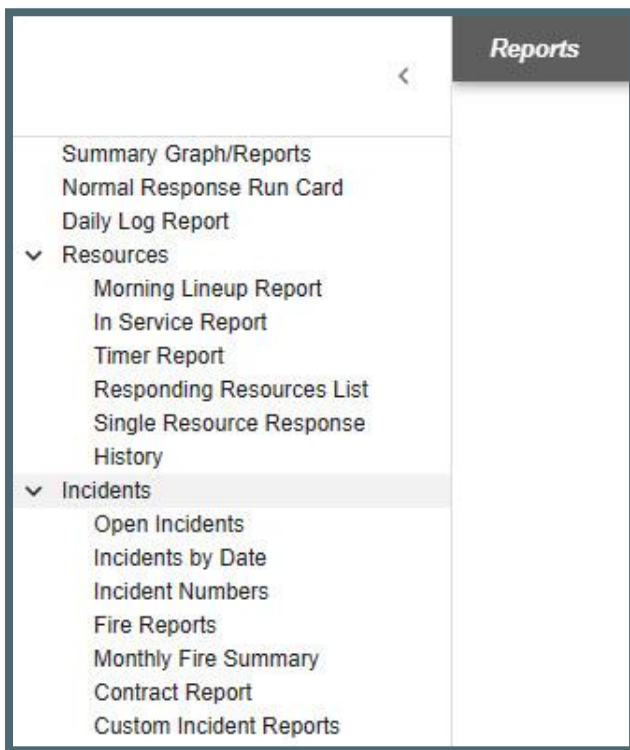 Reports
Summary Graph/Reports
Normal Response Run Card
Daily Log Report
Resources
Morning Lineup Report
In Service Report
Timer Report
Responding Resources List
Single Resource Response
History
Incidents
Open Incidents
Incidents by Date
Incident Numbers
Fire Reports
Monthly Fire Summary
Contract Report
Custom Incident Reports